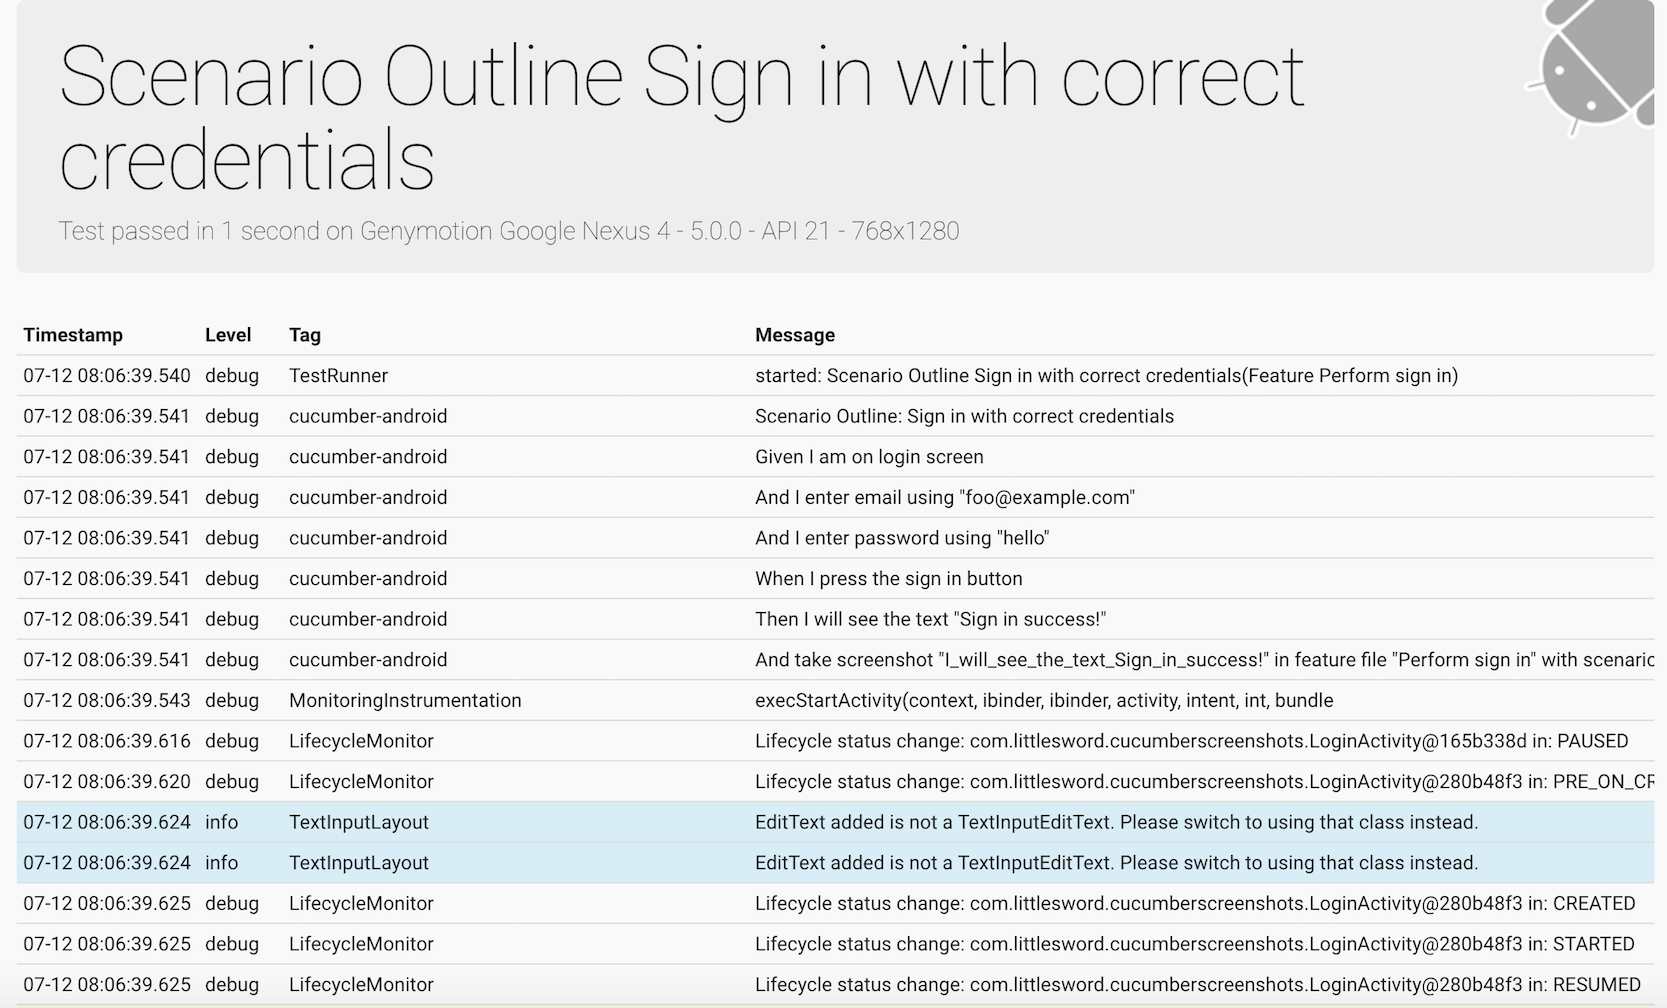 Scenario Outline Sign in with correct
credentials
Test passed in 1 second on Genymotion Google Nexus 4 - 5.0.0 - API 21 - 768x1280
Timestamp Level Tag Message
07-12 08:06:39.540 debug TestRunner started: Scenario Outline Sign in with correct credentials(Feature Perform sign in)
07-12 08:06:39.541 debug cucumber-android Scenario Outline: Sign in with correct credentials
07-12 08:06:39.541 debug cucumber-android Given I am on login screen
07-12 08:06:39.541 debug cucumber-android And I enter email using "foo@example.com"
07-12 08:06:39.541 debug cucumber-android And I enter password using "hello"
07-12 08:06:39.541 debug cucumber-android When I press the sign in button
07-12 08:06:39.541 debug cucumber-android Then I will see the text "Sign in success!"
07-12 08:06:39.541 debug cucumber-android And take screenshot "I_will_see_the_text_Sign_in_success!" in feature file "Perform sign in" with scenario
07-12 08:06:39.543 debug MonitoringInstrumentation execStartActivity(context, ibinder, ibinder, activity, intent, int, bundle
07-12 08:06:39.616 debug LifecycleMonitor Lifecycle status change: com.littlesword.cucumberscreenshots.LoginActivity@165b338d in: PAUSED
07-12 08:06:39.620 debug LifecycleMonitor Lifecycle status change: com.littlesword.cucumberscreenshots.LoginActivity@280b48f3 in: PRE_ON_CR
07-12 08:06:39.624 info TextInputLayout EditText added is not a TextInputEditText. Please switch to using that class instead.
07-12 08:06:39.624 info TextInputLayout EditText added is not a TextInputEditText. Please switch to using that class instead.
07-12 08:06:39.625 debug LifecycleMonitor Lifecycle status change: com.littlesword.cucumberscreenshots.LoginActivity@280b48f3 in: CREATED
07-12 08:06:39.625 debug LifecycleMonitor Lifecycle status change: com.littlesword.cucumberscreenshots.LoginActivity@280b48f3 in: STARTED
07-12 08:06:39.625 debug LifecycleMonitor Lifecycle status change: com.littlesword.cucumberscreenshots.LoginActivity@280b48f3 in: RESUMED